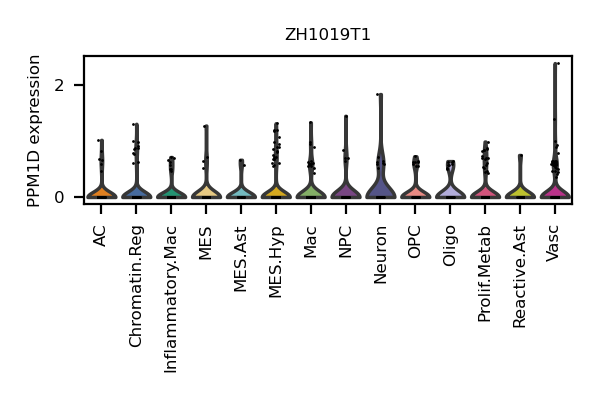 ZH1019T1
PPM1D expression
2
0
AC
Chromatin.Reg
Inflammatory.Mac
MES
MES.Ast
MES.Hyp
Mac
NPC
Neuron
OPC
Oligo
Prolif.Metab
Reactive.Ast
Vasc